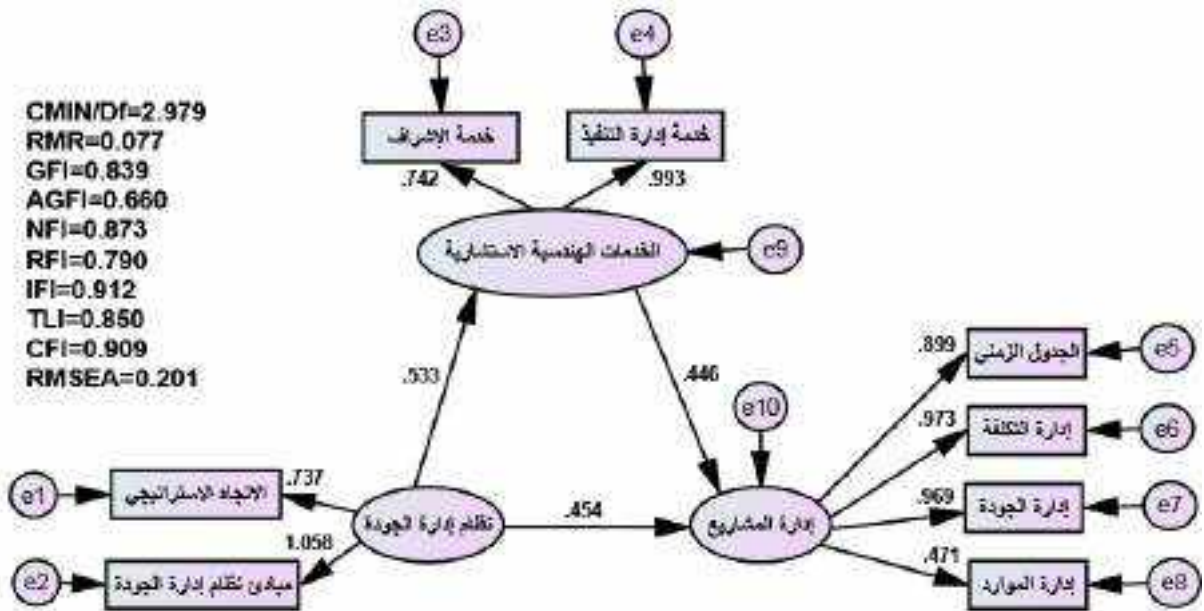 e3
e4
CMIN/Df=2.979
RMR=0.077
GFI=0.839
AGFI=0.660
NFI=0.873
RFI=0.790
IFI=0.912
TLI=0.850
CFI=0.909
RMSEA=0.201
خدمة الإشراف
خدمة إدارة التنفيذ
.742
.993
الخدمات الهندسية الاستشارية
e9
.533
.446
e10
.899
الجدول الزمني
e5
.973
إدارة التكلفة
e6
e1
الاتجاه الاستراتيجي
.737
نظام إدارة الجودة
.454
إدارة المشاريع
.969
إدارة الجودة
e7
e2
مبادئ نظام إدارة الجودة
1.058
.471
إدارة الموارد
e8